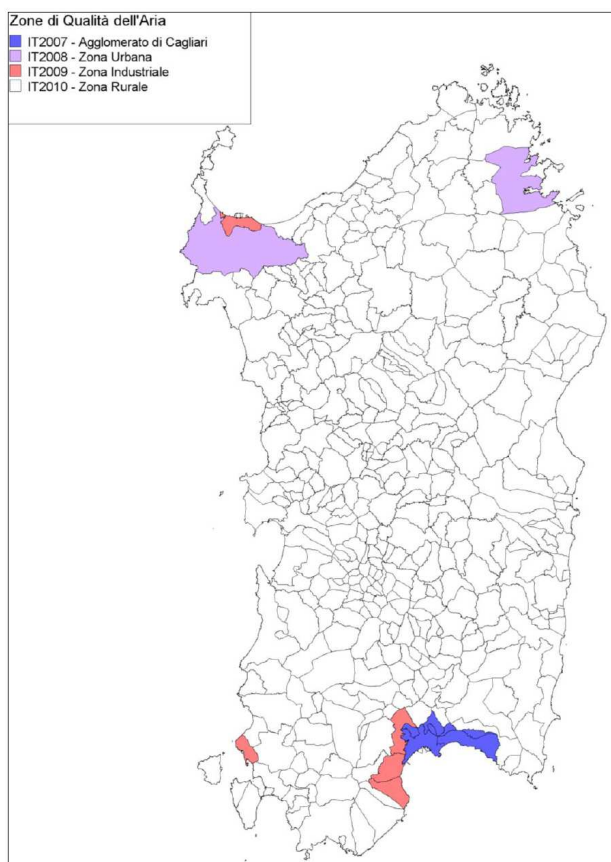 Zone di Qualità dell'Aria
IT2007 - Agglomerato di Cagliari
IT2008 - Zona Urbana
IT2009 - Zona Industriale
IT2010 - Zona Rurale